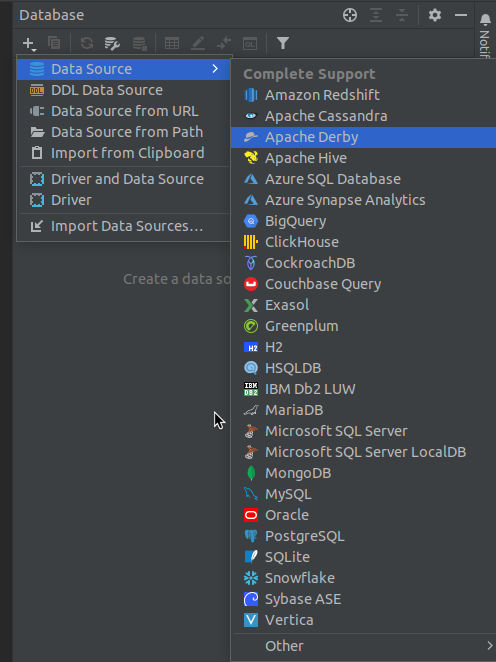 Database
Notif
Data Source
DDL Data Source
Data Source from URL
Data Source from Path
Import from Clipboard
Driver and Data Source
Driver
Import Data Sources...
Create a data so
Complete Support
Amazon Redshift
Apache Cassandra
Apache Derby
Apache Hive
Azure SQL Database
Azure Synapse Analytics
BigQuery
ClickHouse
CockroachDB
Couchbase Query
Exasol
Greenplum
H2
HSQLDB
IBM Db2 LUW
MariaDB
Microsoft SQL Server
Microsoft SQL Server LocalDB
MongoDB
MySQL
Oracle
PostgreSQL
SQLite
Snowflake
Sybase ASE
Vertica
Other